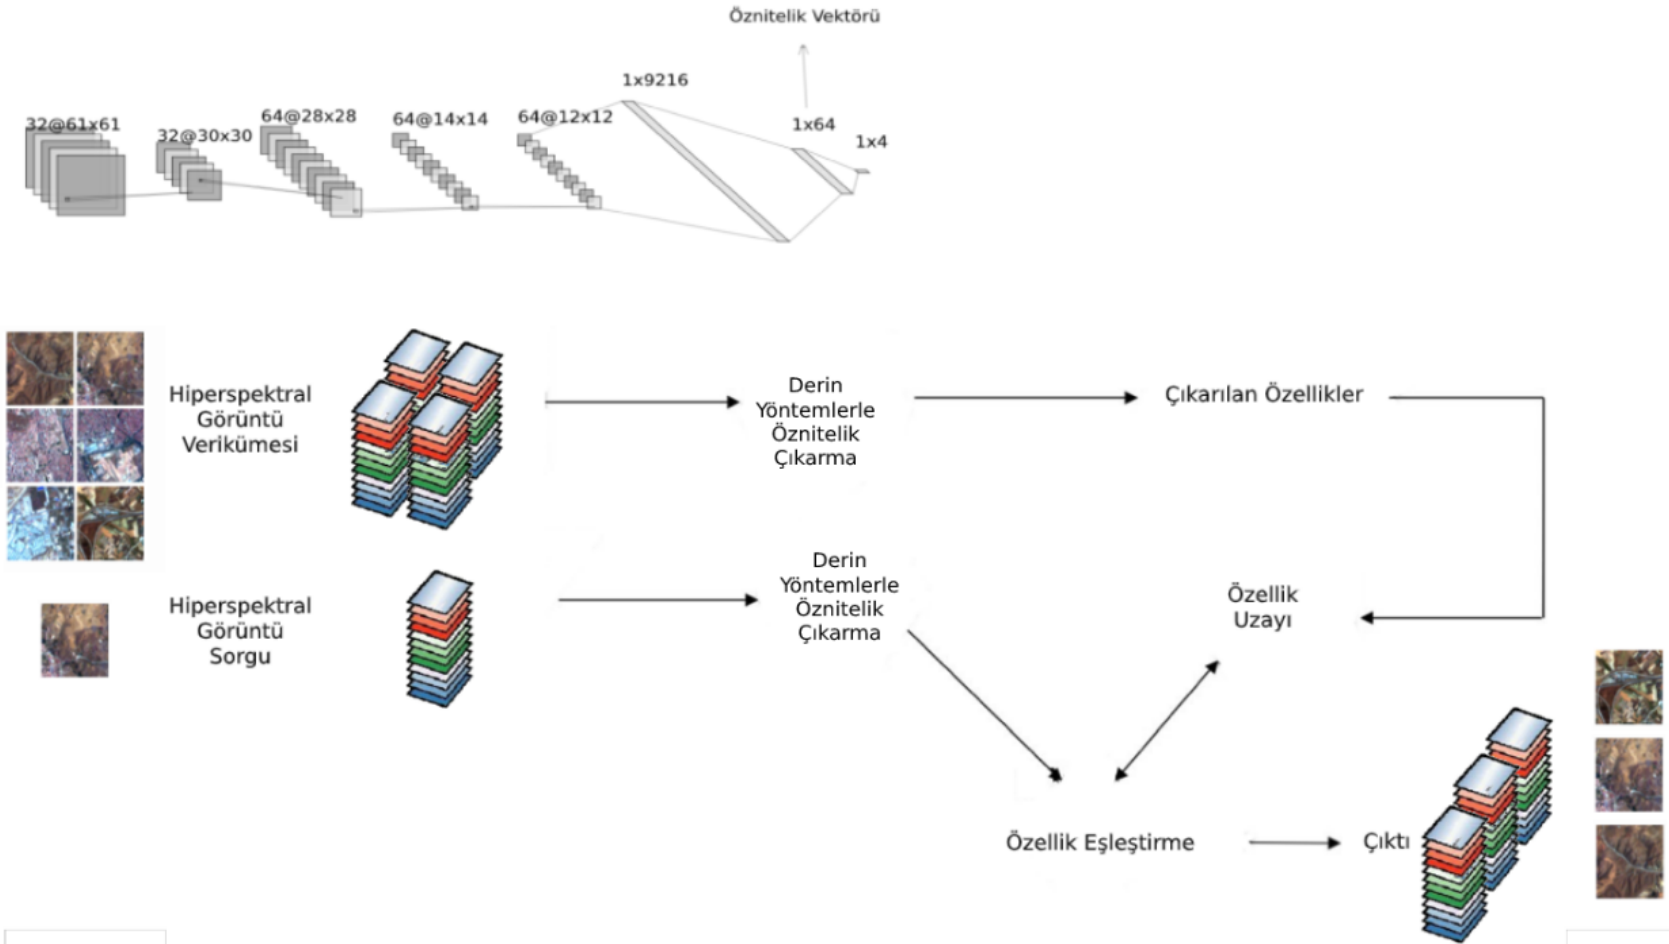 Öznitelik Vektörü
1x9216
32@61x61
32@30x30
64@28x28
64@14x14
64@12x12
1x64
1x4
Hiperspektral
Görüntü
Verikümesi
Derin
Yöntemlerle
Öznitelik
Çıkarma
Çıkarılan Özellikler
Hiperspektral
Görüntü
Sorgu
Derin
Yöntemlerle
Öznitelik
Çıkarma
Özellik
Uzayı
Özellik Eşleştirme
Çıktı